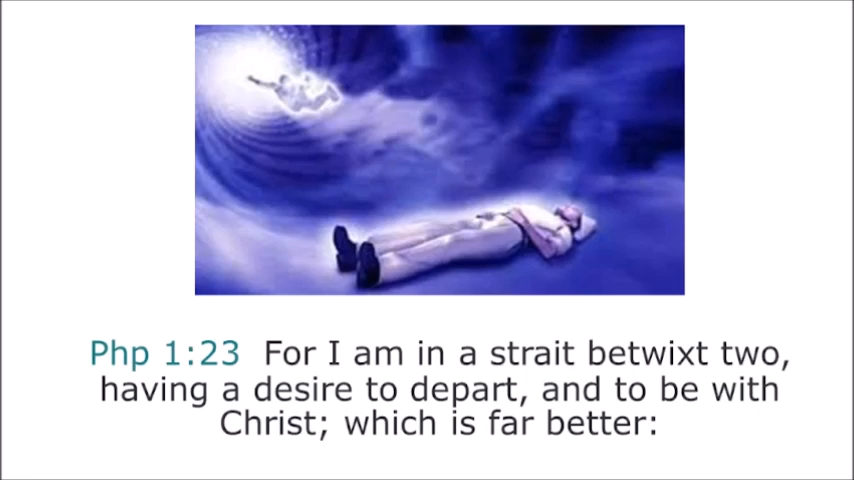 Php 1:23 For I am in a strait betwixt two,
having a desire to depart, and to be with
Christ; which is far better: